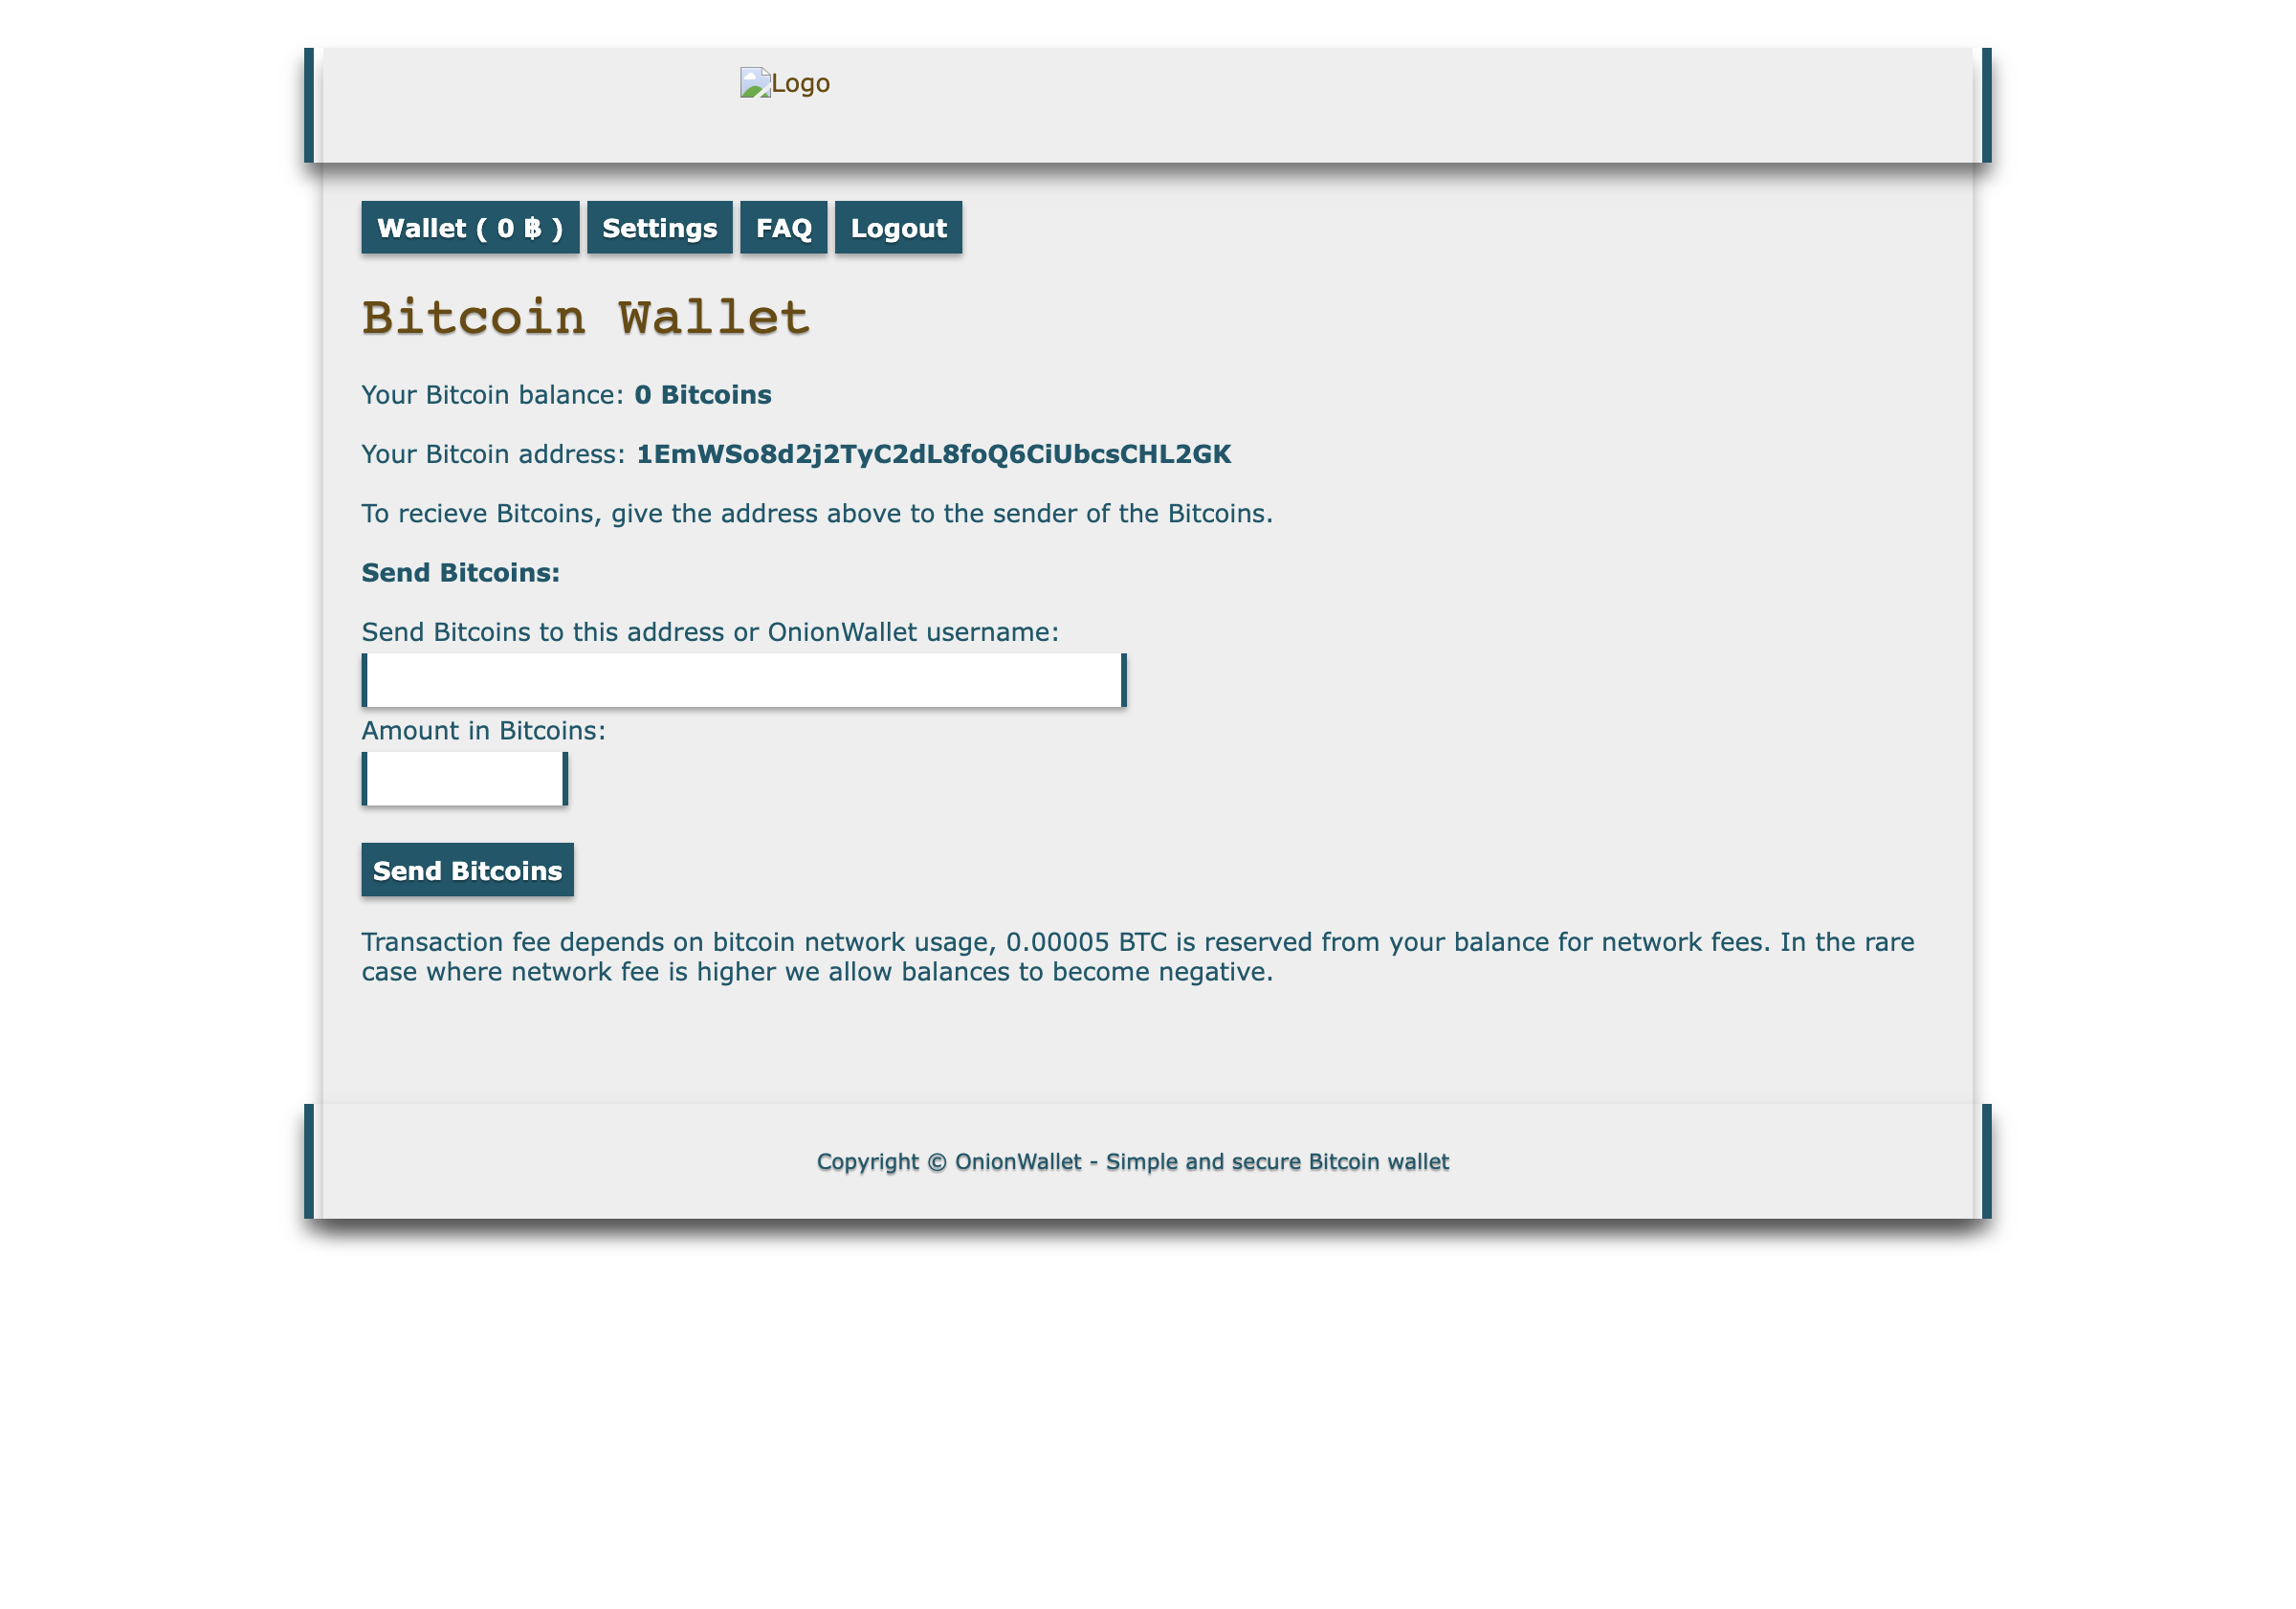 Logo
Wallet ( 0 ฿ ) Settings FAQ Logout
Bitcoin Wallet
Your Bitcoin balance: 0 Bitcoins
Your Bitcoin address: 1EmWSo8d2j2TyC2dL8foQ6CiUbcsCHL2GK
To recieve Bitcoins, give the address above to the sender of the Bitcoins.
Send Bitcoins:
Send Bitcoins to this address or OnionWallet username:
Amount in Bitcoins:
Send Bitcoins
Transaction fee depends on bitcoin network usage, 0.00005 BTC is reserved from your balance for network fees. In the rare
case where network fee is higher we allow balances to become negative.
Copyright © OnionWallet - Simple and secure Bitcoin wallet